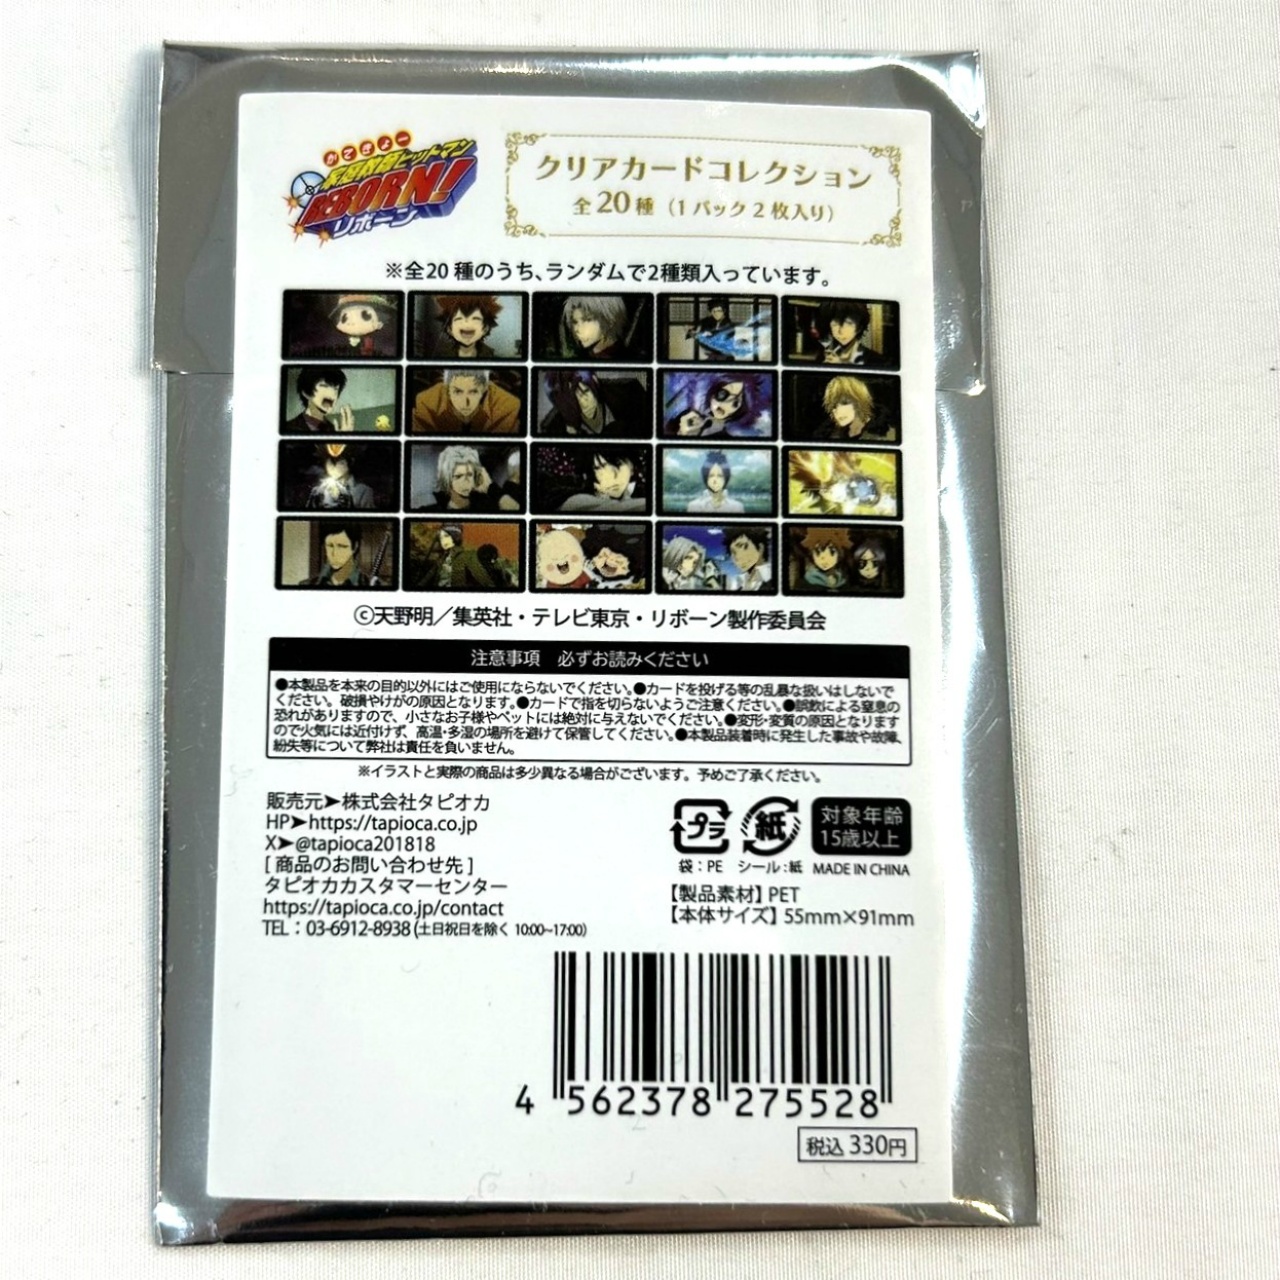 かてきょー
家庭教師ヒットマン
REBORN!
リボーン
クリアカードコレクション
全20種（1パック2枚入り）
※全20種のうち、ランダムで2種類入っています。
©天野明／集英社・テレビ東京・リボーン製作委員会
注意事項　必ずお読みください
●本製品を本来の目的以外にはご使用にならないでください。●カードを投げる等の乱暴な扱いはしないで
ください。破損やけがの原因となります。●カードで指を切らないようご注意ください。●誤飲による窒息の
恐れがありますので、小さなお子様やペットには絶対に与えないでください。●変形・変質の原因となります
ので火気には近付けず、高温・多湿の場所を避けて保管してください。●本製品装着時に発生した事故や故障、
紛失等について弊社は責任を負いません。
※イラストと実際の商品は多少異なる場合がございます。予めご了承ください。
販売元➤株式会社タピオカ
HP➤https://tapioca.co.jp
X➤@tapioca201818
[ 商品のお問い合わせ先 ]
タピオカカスタマーセンター
https://tapioca.co.jp/contact
TEL：03-6912-8938 (土日祝日を除く 10:00~17:00)
プラ
紙
対象年齢
15歳以上
袋：PE
シール：紙
MADE IN CHINA
【製品素材】PET
【本体サイズ】55mm×91mm
4 562378 275528
税込 330円